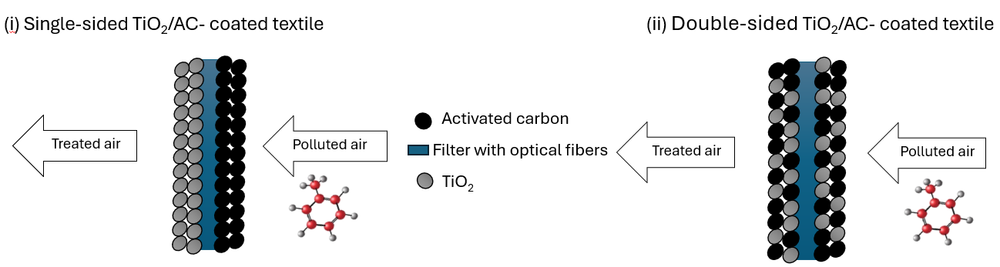 (i) Single-sided TiO₂/AC- coated textile
(ii) Double-sided TiO₂/AC- coated textile
Treated air
Polluted air
Activated carbon
Filter with optical fibers
TiO₂
Treated air
Polluted air